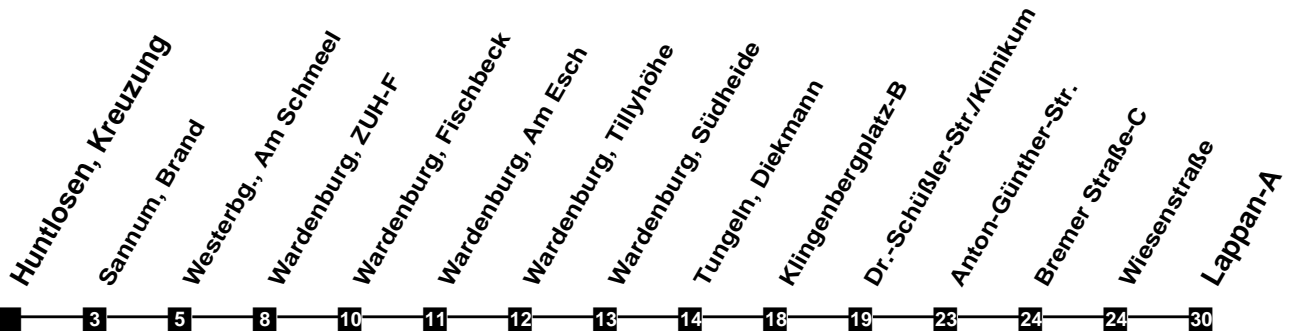 Huntlosen, Kreuzung
Sannum, Brand
Westerbg., Am Schmeel
Wardenburg, ZUH-F
Wardenburg, Fischbeck
Wardenburg, Am Esch
Wardenburg, Tillyhöhe
Wardenburg, Südheide
Tungeln, Diekmann
Klingenbergplatz-B
Dr.-Schüßler-Str./Klinikum
Anton-Günther-Str.
Bremer Straße-C
Wiesenstraße
Lappan-A
3 5 8 10 11 12 13 14 18 19 23 24 24 30